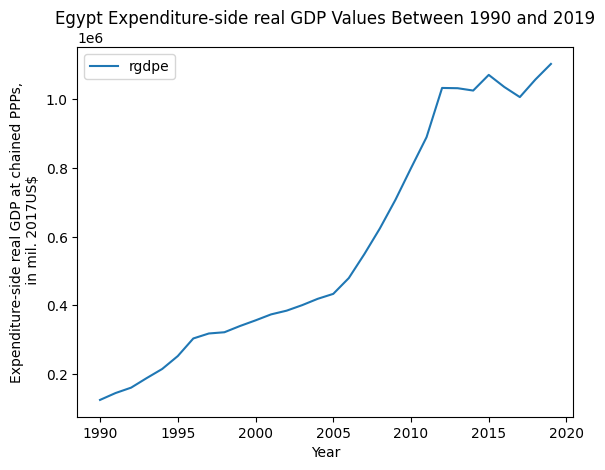 Egypt Expenditure-side real GDP Values Between 1990 and 2019
1e6
rgdpe
1.0
0.8
0.6
0.4
0.2
Expenditure-side real GDP at chained PPPs,
in mil. 2017US$
1990 1995 2000 2005 2010 2015 2020
Year